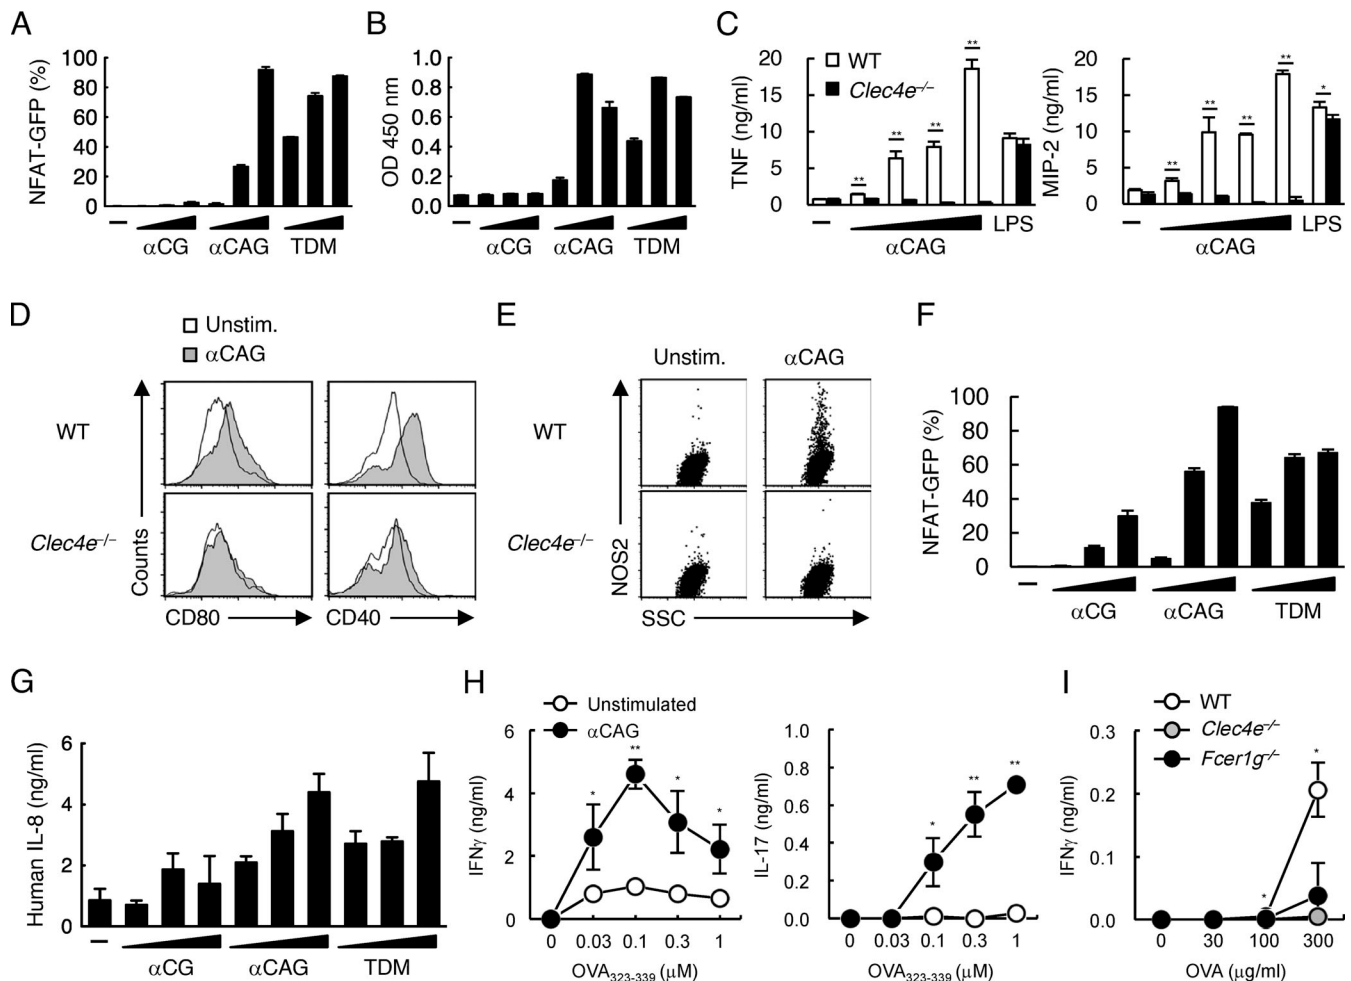 A
NFAT-GFP (%)
100
80
60
40
20
0
–
αCG
αCAG
TDM
B
OD 450 nm
1.0
0.8
0.6
0.4
0.2
0.0
–
αCG
αCAG
TDM
C
TNF (ng/ml)
20
15
10
5
0
WT
Clec4e–/–
**
**
**
**
–
αCAG
LPS
MIP-2 (ng/ml)
20
15
10
5
0
**
**
**
**
*
–
αCAG
LPS
D
Unstim.
αCAG
WT
Clec4e–/–
Counts
CD80
CD40
E
Unstim.
αCAG
WT
Clec4e–/–
NOS2
SSC
F
NFAT-GFP (%)
100
80
60
40
20
0
–
αCG
αCAG
TDM
G
Human IL-8 (ng/ml)
6
4
2
0
–
αCG
αCAG
TDM
H
Unstimulated
αCAG
IFNγ (ng/ml)
6
4
2
0
*
**
*
*
0 0.03 0.1 0.3 1
OVA323-339 (μM)
IL-17 (ng/ml)
1.0
0.8
0.6
0.4
0.2
0.0
*
**
**
0 0.03 0.1 0.3 1
OVA323-339 (μM)
I
WT
Clec4e–/–
Fcer1g–/–
IFNγ (ng/ml)
0.3
0.2
0.1
0.0
*
*
0 30 100 300
OVA (μg/ml)